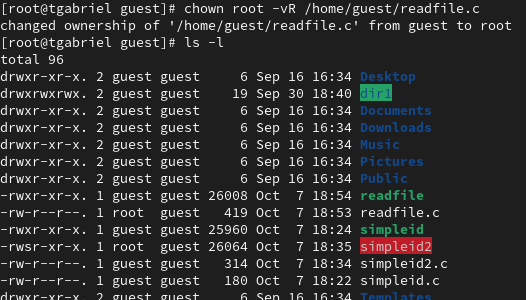 [root@tgabriel guest]# chown root -vR /home/guest/readfile.c
changed ownership of '/home/guest/readfile.c' from guest to root
[root@tgabriel guest]# ls -l
total 96
drwxr-xr-x. 2 guest guest     6 Sep 16 16:34 Desktop
drwxrwxrwx. 2 guest guest    19 Sep 30 18:40 dir1
drwxr-xr-x. 2 guest guest     6 Sep 16 16:34 Documents
drwxr-xr-x. 2 guest guest     6 Sep 16 16:34 Downloads
drwxr-xr-x. 2 guest guest     6 Sep 16 16:34 Music
drwxr-xr-x. 2 guest guest     6 Sep 16 16:34 Pictures
drwxr-xr-x. 2 guest guest     6 Sep 16 16:34 Public
-rwxr-xr-x. 1 guest guest 26008 Oct  7 18:54 readfile
-rw-r--r--. 1 root  guest   419 Oct  7 18:53 readfile.c
-rwxr-xr-x. 1 guest guest 25960 Oct  7 18:24 simpleid
-rwsr-xr-x. 1 root  guest 26064 Oct  7 18:35 simpleid2
-rw-r--r--. 1 guest guest   314 Oct  7 18:34 simpleid2.c
-rw-r--r--. 1 guest guest   180 Oct  7 18:22 simpleid.c
drwxr-xr-x. 2 guest guest     6 Sep 16 16:34 Templates